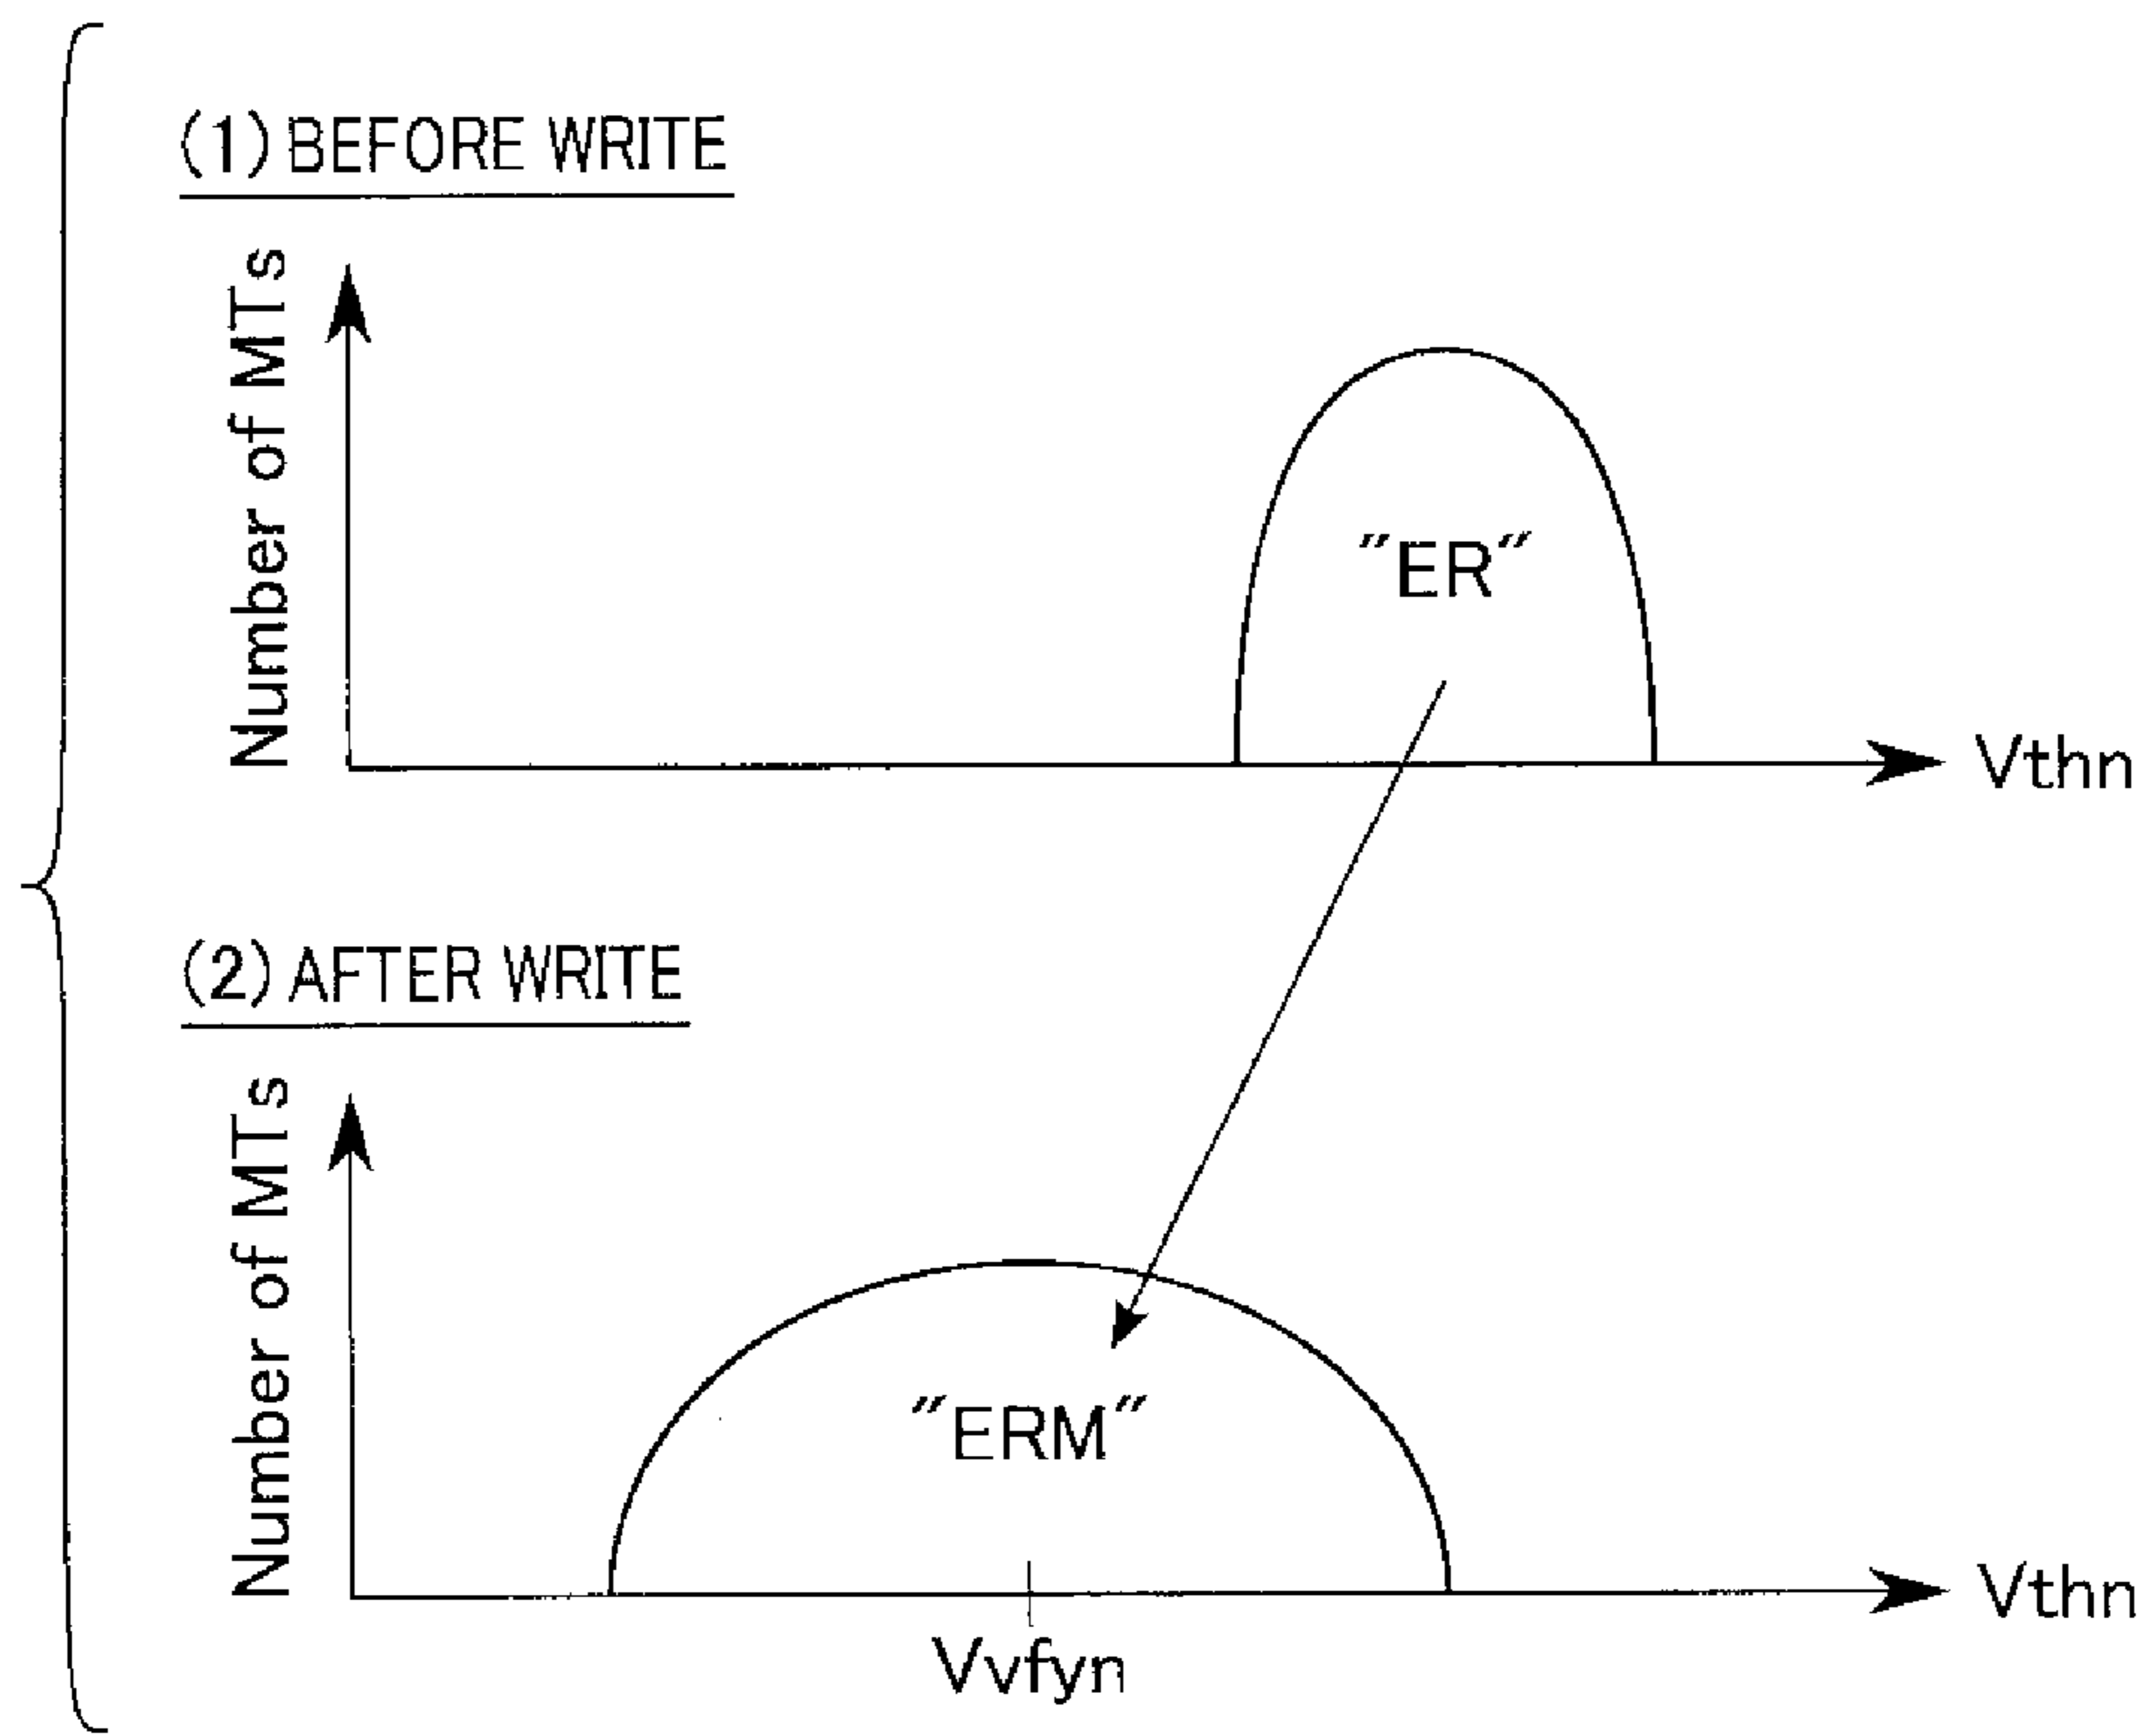 (1) BEFORE WRITE
Number of MTs
"ER"
Vthn
(2) AFTER WRITE
Number of MTs
"ERM"
Vthn
Vvfyn